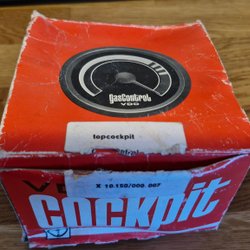 gasControl
VDO
topcockpit
VD
X 10.150/000.007
cockpit